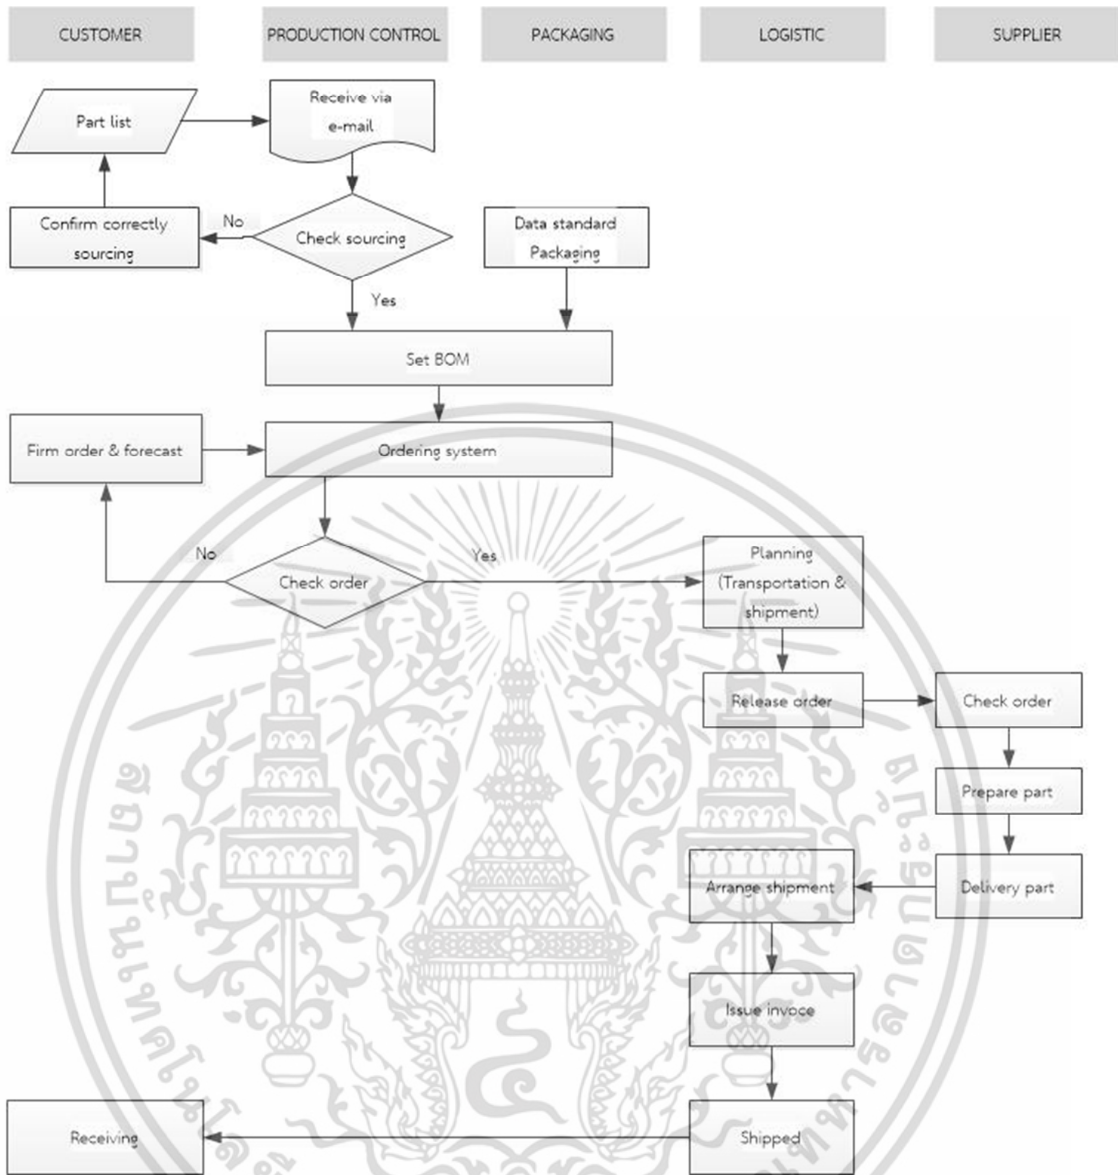 CUSTOMER
PRODUCTION CONTROL
PACKAGING
LOGISTIC
SUPPLIER
Part list
Receive via
e-mail
Confirm correctly
sourcing
No
Check sourcing
Data standard
Packaging
Yes
Set BOM
Firm order & forecast
Ordering system
No
Check order
Yes
Planning
(Transportation &
shipment)
Release order
Check order
Prepare part
Arrange shipment
Delivery part
Issue invoce
Receiving
Shipped